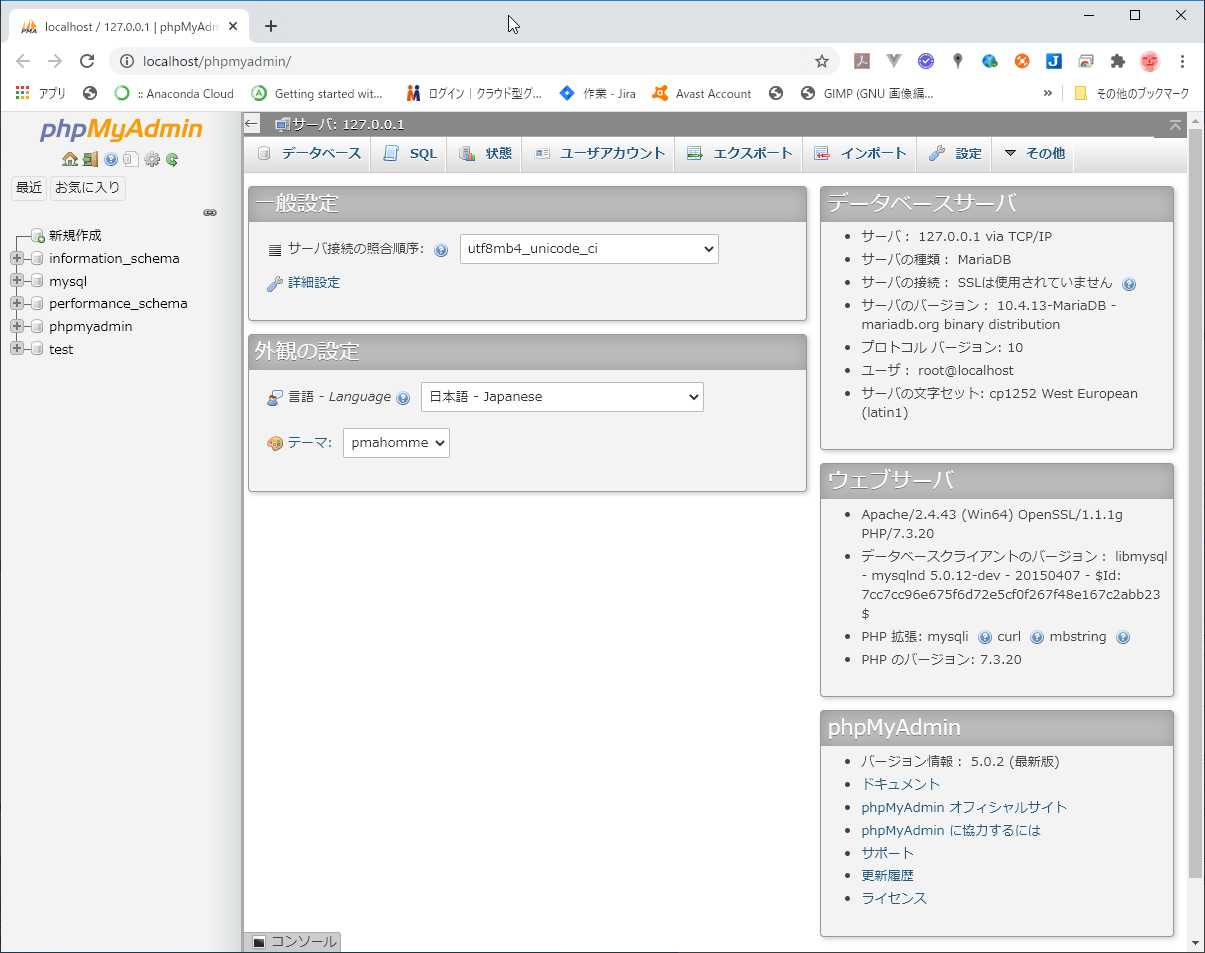 localhost / 127.0.0.1 | phpMyAdm
localhost/phpmyadmin/
アプリ
:: Anaconda Cloud
Getting started wit...
ログイン | クラウド型グ...
作業 - Jira
Avast Account
GIMP (GNU 画像編...
»
その他のブックマーク
phpMyAdmin
最近
お気に入り
新規作成
information_schema
mysql
performance_schema
phpmyadmin
test
サーバ: 127.0.0.1
データベース
SQL
状態
ユーザアカウント
エクスポート
インポート
設定
その他
一般設定
サーバ接続の照合順序:
utf8mb4_unicode_ci
詳細設定
外観の設定
言語 - Language
日本語 - Japanese
テーマ:
pmahomme
データベースサーバ
サーバ： 127.0.0.1 via TCP/IP
サーバの種類： MariaDB
サーバの接続： SSLは使用されていません
サーバのバージョン： 10.4.13-MariaDB -
mariadb.org binary distribution
プロトコル バージョン: 10
ユーザ： root@localhost
サーバの文字セット: cp1252 West European
(latin1)
ウェブサーバ
Apache/2.4.43 (Win64) OpenSSL/1.1.1g
PHP/7.3.20
データベースクライアントのバージョン： libmysql
- mysqlnd 5.0.12-dev - 20150407 - $Id:
7cc7cc96e675f6d72e5cf0f267f48e167c2abb23
$
PHP 拡張: mysqli curl mbstring
PHP のバージョン: 7.3.20
phpMyAdmin
バージョン情報： 5.0.2 (最新版)
ドキュメント
phpMyAdmin オフィシャルサイト
phpMyAdmin に協力するには
サポート
更新履歴
ライセンス
コンソール